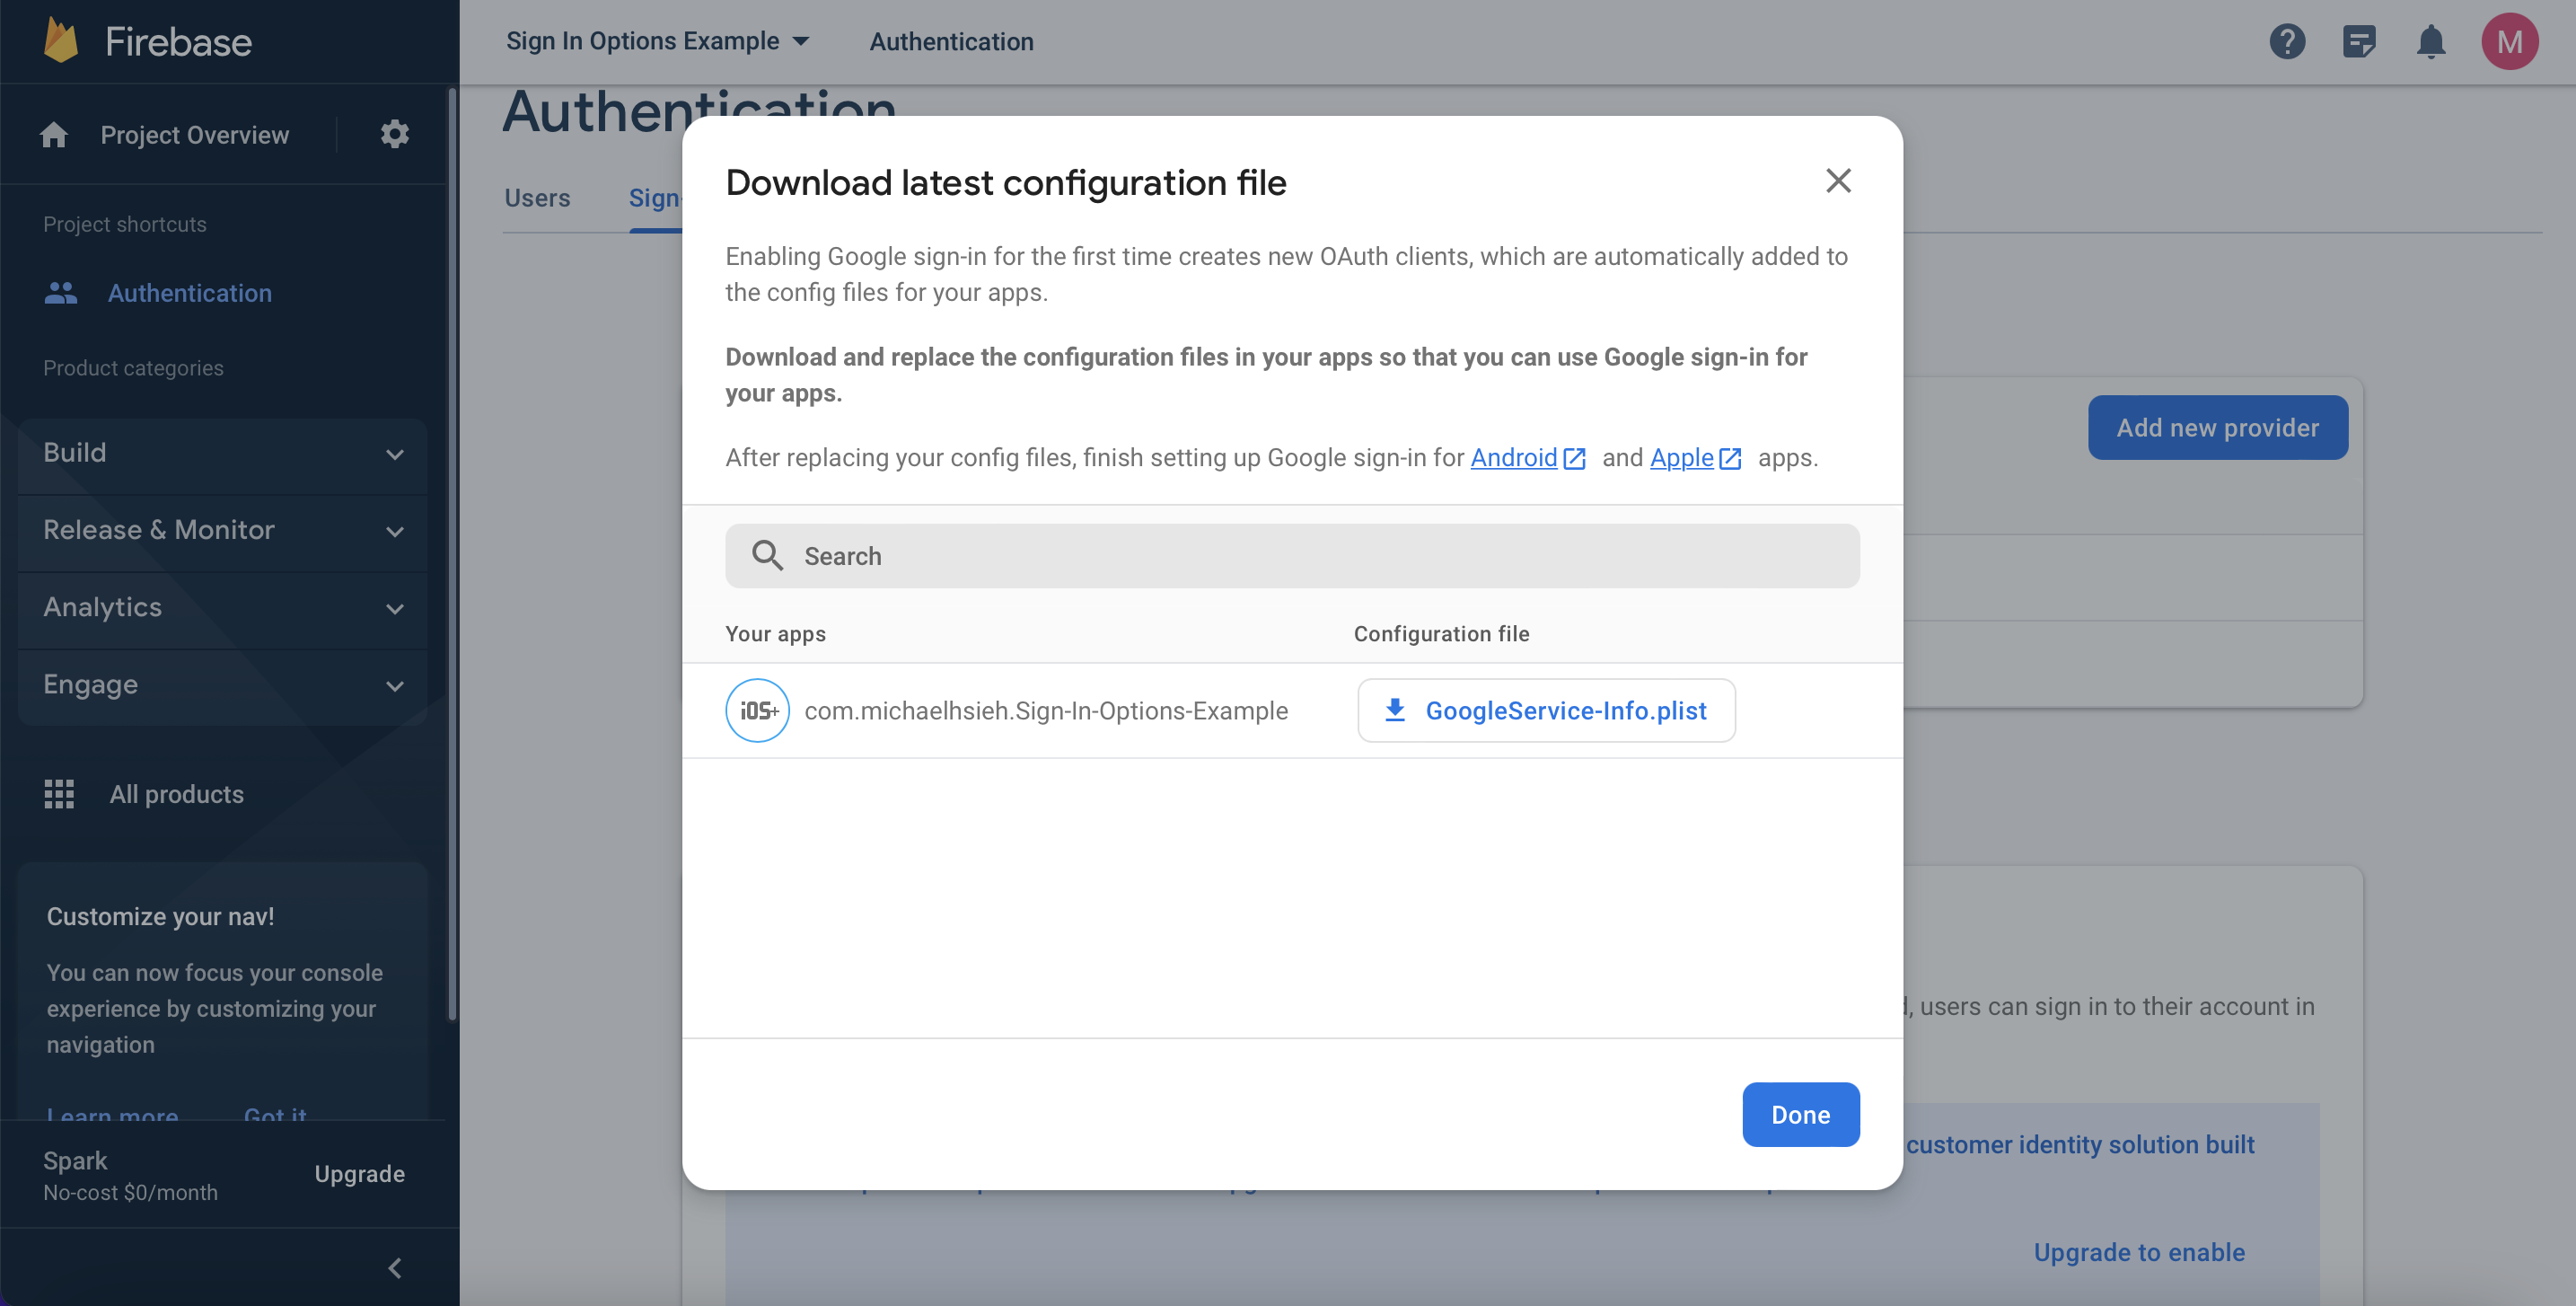 Firebase
Project Overview
Project shortcuts
Authentication
Product categories
Build
Release & Monitor
Analytics
Engage
All products
Customize your nav!
You can now focus your console
experience by customizing your
navigation
Learn more Got it
Spark
No-cost $0/month
Upgrade
Sign In Options Example Authentication
M
Authentication
Users Sign-
Add new provider
Download latest configuration file
Enabling Google sign-in for the first time creates new OAuth clients, which are automatically added to
the config files for your apps.
Download and replace the configuration files in your apps so that you can use Google sign-in for
your apps.
After replacing your config files, finish setting up Google sign-in for Android and Apple apps.
Search
Your apps Configuration file
iOS+ com.michaelhsieh.Sign-In-Options-Example GoogleService-Info.plist
Done
, users can sign in to their account in
customer identity solution built
Upgrade to enable